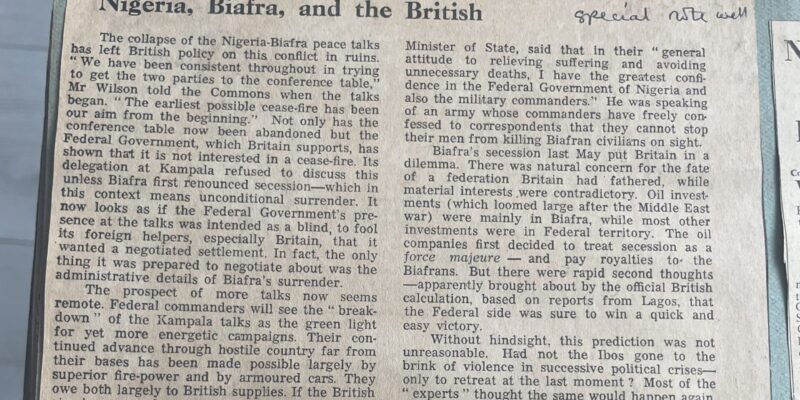 Nigeria, Biafra, and the British
special note well
The collapse of the Nigeria-Biafra peace talks
has left British policy on this conflict in ruins.
“ We have been consistent throughout in trying
to get the two parties to the conference table,”
Mr Wilson told the Commons when the talks
began. “ The earliest possible cease-fire has been
our aim from the beginning.” Not only has the
conference table now been abandoned but the
Federal Government, which Britain supports, has
shown that it is not interested in a cease-fire. Its
delegation at Kampala refused to discuss this
unless Biafra first renounced secession—which in
this context means unconditional surrender. It
now looks as if the Federal Government's pre-
sence at the talks was intended as a blind, to fool
its foreign helpers, especially Britain, that it
wanted a negotiated settlement. In fact, the only
thing it was prepared to negotiate about was the
administrative details of Biafra's surrender.
The prospect of more talks now seems
remote. Federal commanders will see the “ break-
down ” of the Kampala talks as the green light
for yet more energetic campaigns. Their con-
tinued advance through hostile country far from
their bases has been made possible largely by
superior fire-power and by armoured cars. They
owe both largely to British supplies. If the British
Minister of State, said that in their “ general
attitude to relieving suffering and avoiding
unnecessary deaths, I have the greatest confi-
dence in the Federal Government of Nigeria and
also the military commanders.” He was speaking
of an army whose commanders have freely con-
fessed to correspondents that they cannot stop
their men from killing Biafran civilians on sight.
Biafra's secession last May put Britain in a
dilemma. There was natural concern for the fate
of a federation Britain had fathered, while
material interests were contradictory. Oil invest-
ments (which loomed large after the Middle East
war) were mainly in Biafra, while most other
investments were in Federal territory. The oil
companies first decided to treat secession as a
force majeure — and pay royalties to the
Biafrans. But there were rapid second thoughts
—apparently brought about by the official British
calculation, based on reports from Lagos, that
the Federal side was sure to win a quick and
easy victory.
Without hindsight, this prediction was not
unreasonable. Had not the Ibos gone to the
brink of violence in successive political crises—
only to retreat at the last moment ? Most of the
“ experts ” thought the same would happen again